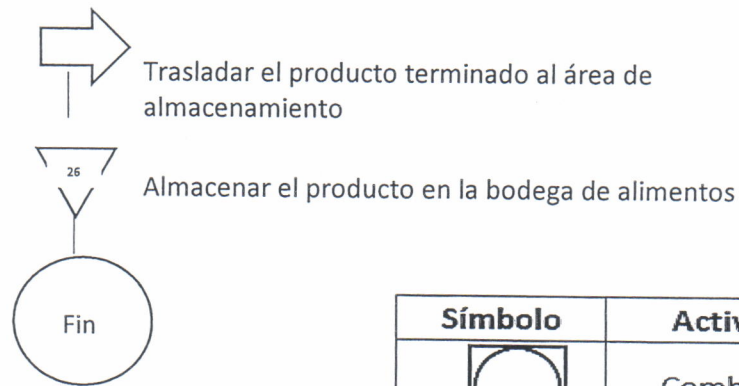 Trasladar el producto terminado al área de
almacenamiento
26
Almacenar el producto en la bodega de alimentos
Fin
Símbolo